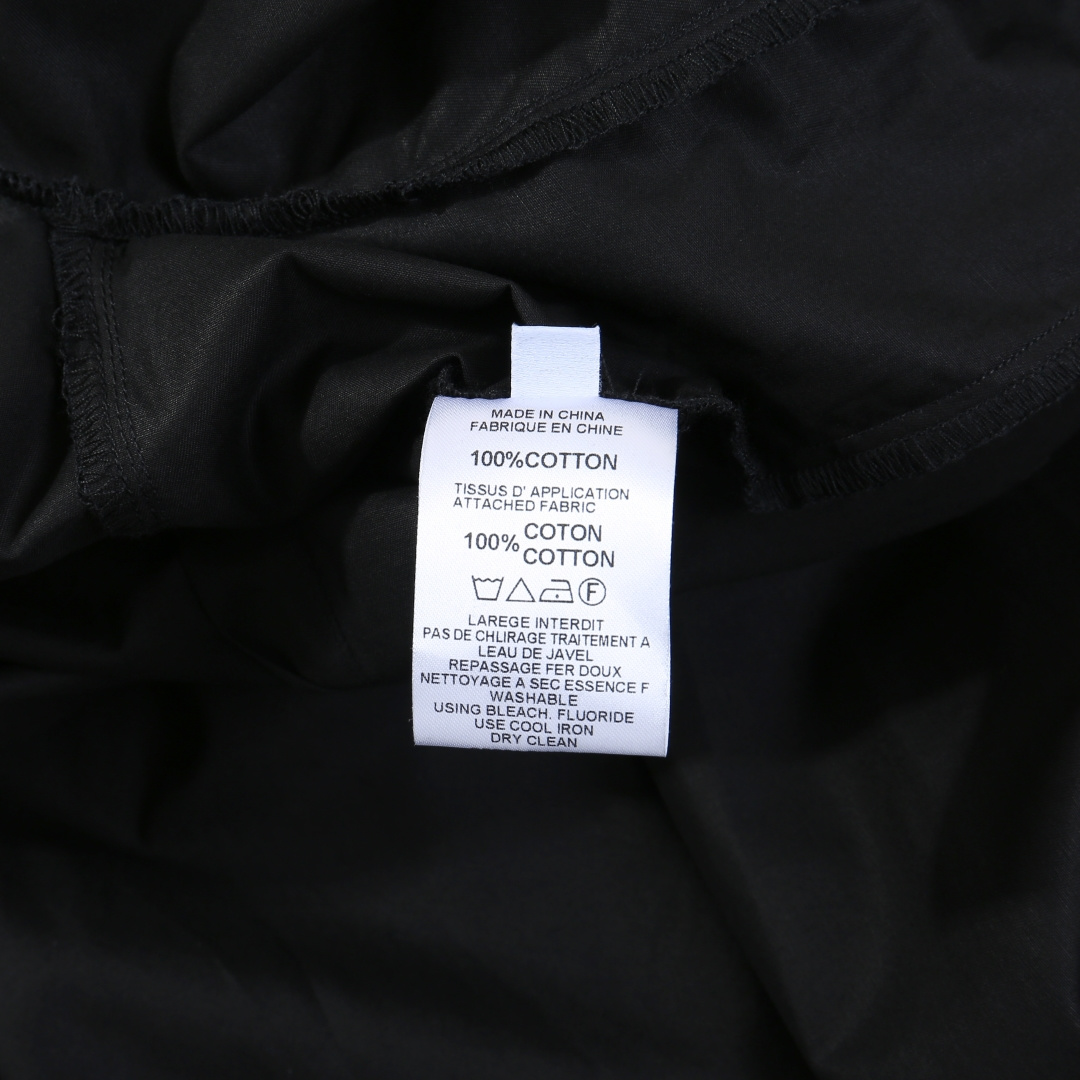 MADE IN CHINA
FABRIQUE EN CHINE
100%COTTON
TISSUS D' APPLICATION
ATTACHED FABRIC
100% COTON
COTTON
F
LAREGE INTERDIT
PAS DE CHLIRAGE TRAITEMENT A
LEAU DE JAVEL
REPASSAGE FER DOUX
NETTOYAGE A SEC ESSENCE F
WASHABLE
USING BLEACH. FLUORIDE
USE COOL IRON
DRY CLEAN